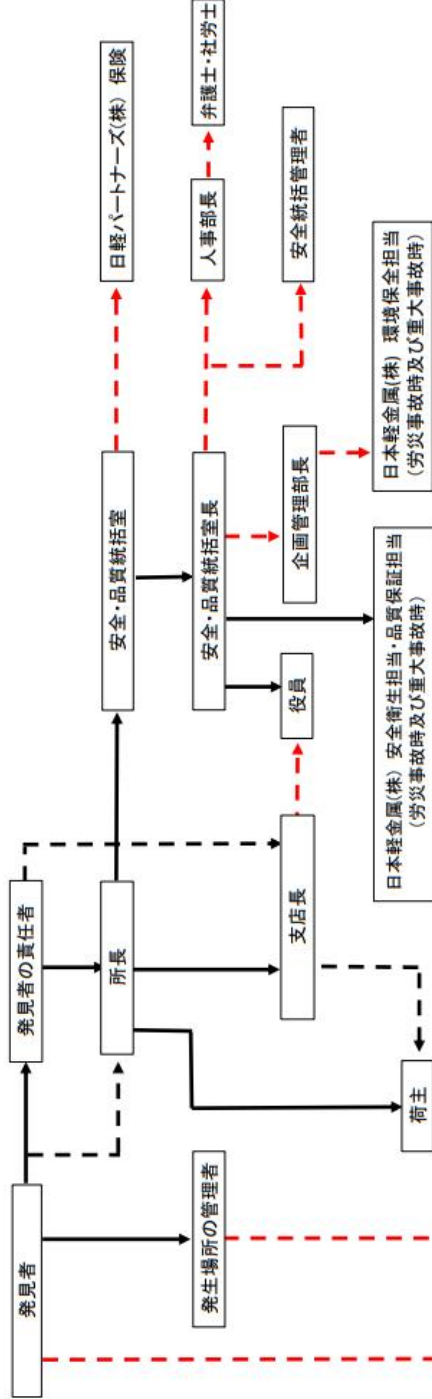 発見者
発見者の責任者
所長
発生場所の管理者
荷主
支店長
役員
安全・品質統括室
安全・品質統括室長
企画管理部長
日本軽金属(株) 安全衛生担当・品質保証担当
(労災事故時及び重大事故時)
日軽パートナーズ(株) 保険
人事部長
弁護士・社労士
安全統括管理者
日本軽金属(株) 環境保全担当
(労災事故時及び重大事故時)